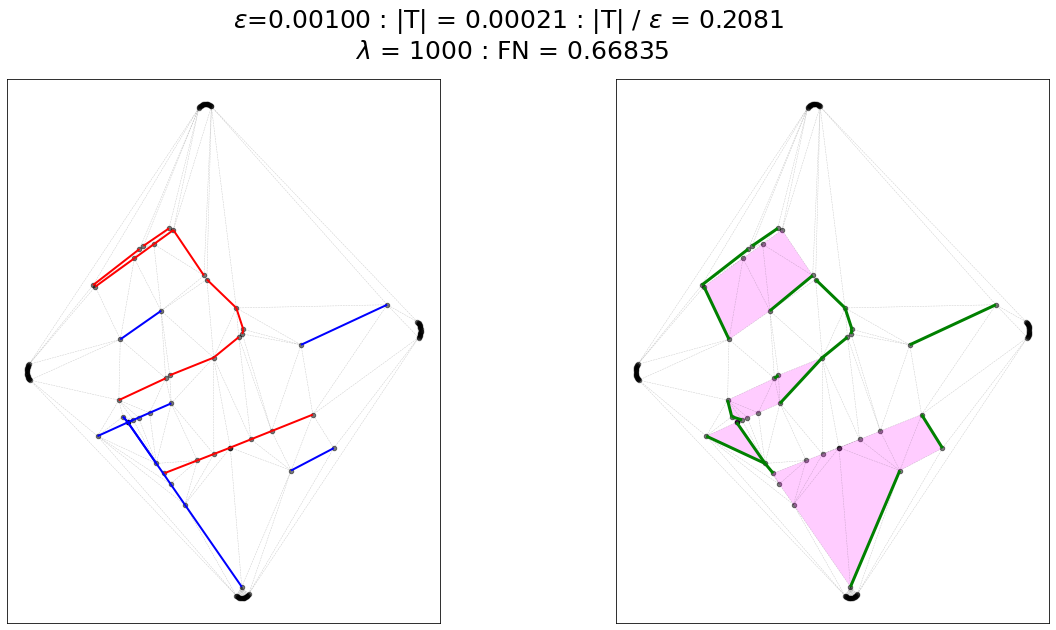 ε=0.00100 : |T| = 0.00021 : |T| / ε = 0.2081
λ = 1000 : FN = 0.66835